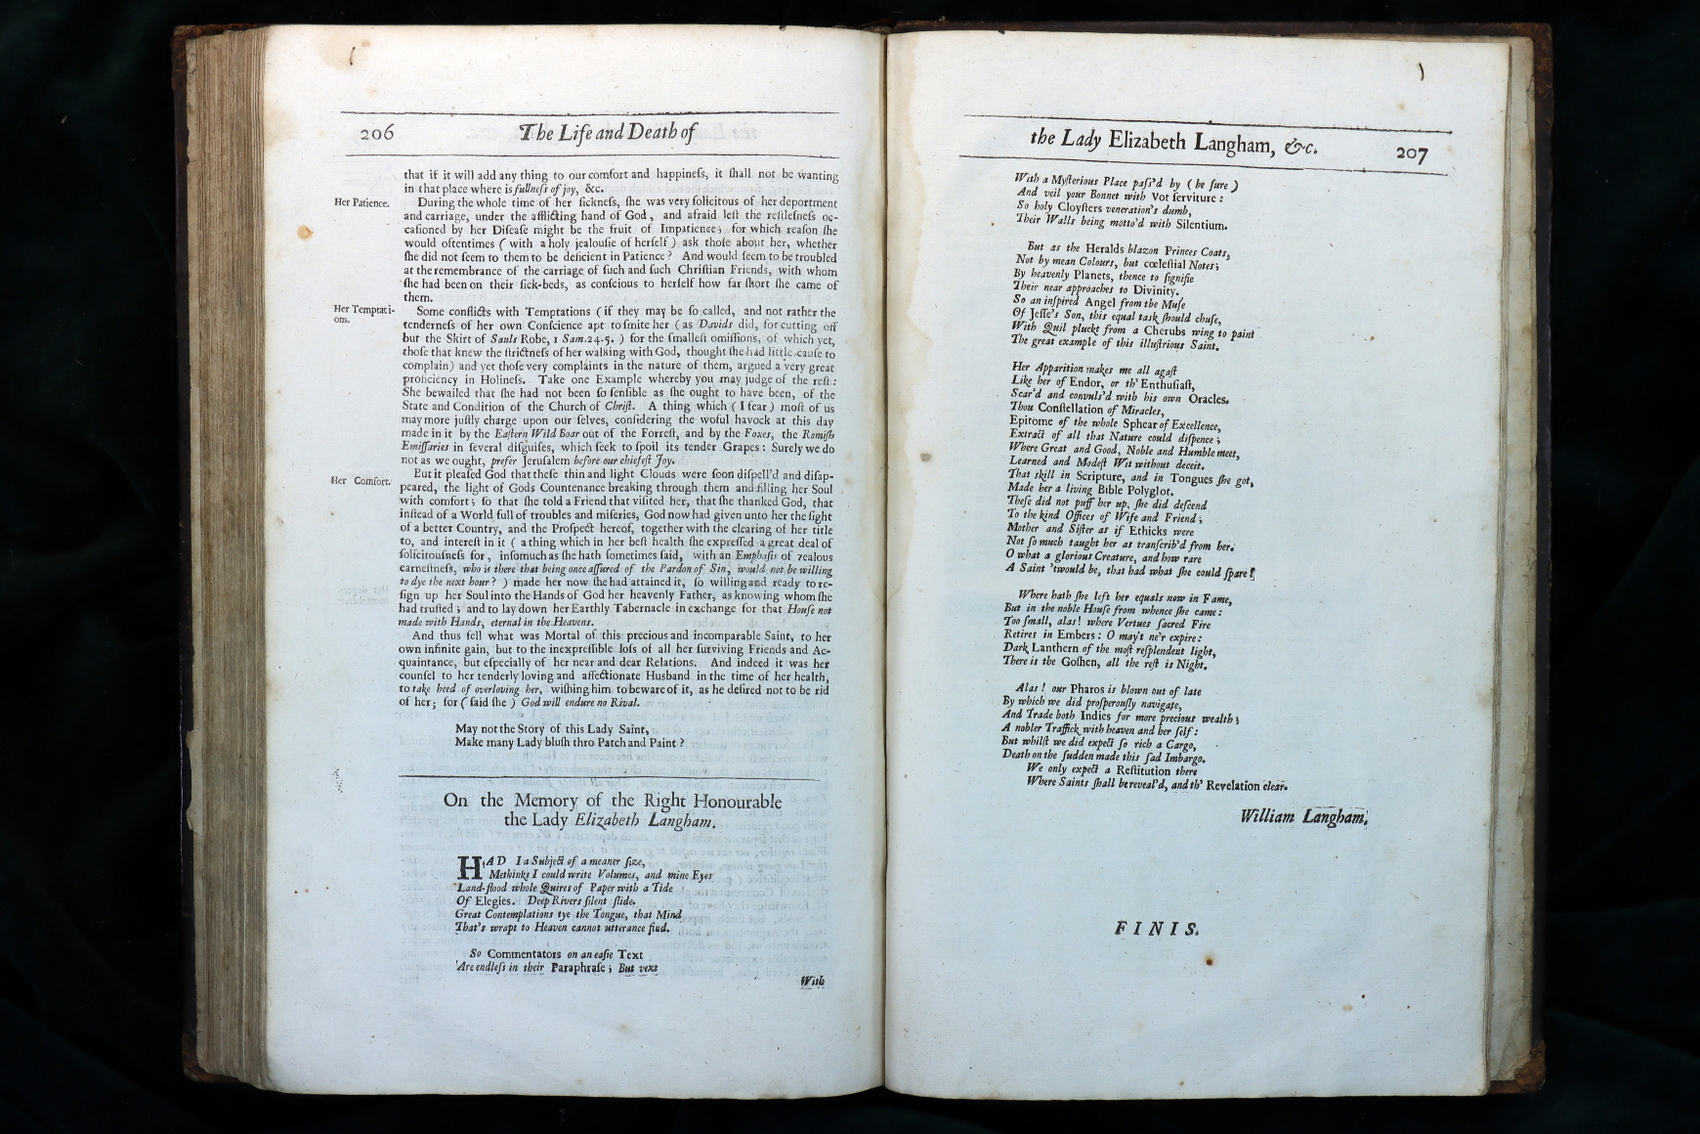 206
The Life and Death of
that if it will add any thing to our comfort and happineſs, it ſhall not be wanting
in that place where is fullneſs of joy, &c.
Her Patience.
During the whole time of her ſickneſs, ſhe was very ſolicitous of her deportment
and carriage, under the afflicting hand of God, and afraid leſt the reſtleſneſs oc-
caſioned by her Diſeaſe might be the fruit of Impatience; for which reaſon ſhe
would oftentimes ( with a holy jealouſie of herſelf ) ask thoſe about her, whether
ſhe did not ſeem to them to be deficient in Patience? And would ſeem to be troubled
at the remembrance of the carriage of ſuch and ſuch Chriſtian Friends, with whom
ſhe had been on their ſick-beds, as conſcious to herſelf how far ſhort ſhe came of
them.
Her Temptati-
ons.
Some conflicts with Temptations ( if they may be ſo called, and not rather the
tenderneſs of her own Conſcience apt to ſmite her ( as Davids did, for cutting off
bur the Skirt of Sauls Robe, 1 Sam. 24. 5. ) for the ſmalleſt omiſſions, of which yet,
thoſe that knew the ſtrictneſs of her walking with God, thought ſhe had little cauſe to
complain) and yet thoſe very complaints in the nature of them, argued a very great
proficiency in Holineſs. Take one Example whereby you may judge of the reſt:
She bewailed that ſhe had not been ſo ſenſible as ſhe ought to have been, of the
State and Condition of the Church of Chriſt. A thing which ( I fear ) moſt of us
may more juſtly charge upon our ſelves, conſidering the woful havock at this day
made in it by the Eaſtern Wild Boar out of the Forreſt, and by the Foxes, the Romiſh
Emiſſaries in ſeveral diſguiſes, which ſeek to ſpoil its tender Grapes: Surely we do
not as we ought, prefer Jeruſalem before our chiefeſt Joy.
Her Comfort.
But it pleaſed God that theſe thin and light Clouds were ſoon diſpell'd and diſap-
peared, the light of Gods Countenance breaking through them and filling her Soul
with comfort; ſo that ſhe told a Friend that viſited her, that ſhe thanked God, that
inſtead of a World full of troubles and miſeries, God now had given unto her the ſight
of a better Country, and the Proſpect hereof, together with the clearing of her title
to, and intereſt in it ( a thing which in her beſt health ſhe expreſſed a great deal of
ſolicitouſneſs for, inſomuch as ſhe hath ſometimes ſaid, with an Emphaſis of zealous
earneſtneſs, who is there that being once aſſured of the Pardon of Sin, would not be willing
to dye the next hour? ) made her now ſhe had attained it, ſo willing and ready to re-
ſign up her Soul into the Hands of God her heavenly Father, as knowing whom ſhe
had truſted; and to lay down her Earthly Tabernacle in exchange for that Houſe not
made with Hands, eternal in the Heavens.
And thus fell what was Mortal of this precious and incomparable Saint, to her
own infinite gain, but to the inexpreſſible loſs of all her ſurviving Friends and Ac-
quaintance, but eſpecially of her near and dear Relations. And indeed it was her
counſel to her tenderly loving and affectionate Husband in the time of her health,
to take heed of overloving her, wiſhing him to beware of it, as he deſired not to be rid
of her; for ( ſaid ſhe ) God will endure no Rival.
May not the Story of this Lady Saint,
Make many Lady bluſh thro Patch and Paint?
On the Memory of the Right Honourable
the Lady Elizabeth Langham.
HAD I a Subject of a meaner ſize,
Methinks I could write Volumes, and mine Eyes
Land-flood whole Quires of Paper with a Tide
Of Elegies. Deep Rivers ſilent ſlide.
Great Contemplations tye the Tongue, that Mind
That's wrapt to Heaven cannot utterance find.
So Commentators on an eaſie Text
Are endleſs in their Paraphraſe; But vext
With
the Lady Elizabeth Langham, &c.
207
With a Myſterious Place paſs'd by ( be ſure )
And veil your Bonnet with Vot ſerviture:
So holy Cloyſters veneration's dumb,
Their Walls being motto'd with Silentium.
But as the Heralds blazon Princes Coats,
Not by mean Colours, but cœleſtial Notes;
By heavenly Planets, thence to ſignifie
Their near approaches to Divinity.
So an inſpired Angel from the Muſe
Of Jeſſe's Son, this equal task ſhould chuſe,
With Quil pluckt from a Cherubs wing to paint
The great example of this illuſtrious Saint.
Her Apparition makes me all agaſt
Like her of Endor, or th' Enthuſiaſt,
Scar'd and convuls'd with his own Oracles.
Thou Conſtellation of Miracles,
Epitome of the whole Sphear of Excellence,
Extract of all that Nature could diſpence;
Where Great and Good, Noble and Humble meet,
Learned and Modeſt Wit without deceit.
That skill in Scripture, and in Tongues ſhe got,
Made her a living Bible Polyglot.
Theſe did not puff her up, ſhe did deſcend
To the kind Offices of Wife and Friend;
Mother and Siſter as if Ethicks were
Not ſo much taught her as tranſcrib'd from her.
O what a glorious Creature, and how rare
A Saint 'twould be, that had what ſhe could ſpare!
Where hath ſhe left her equals now in Fame,
But in the noble Houſe from whence ſhe came:
Too ſmall, alas! where Vertues ſacred Fire
Retires in Embers: O may't ne'r expire:
Dark Lanthern of the moſt reſplendent light,
There is the Goſhen, all the reſt is Night.
Alas! our Pharos is blown out of late
By which we did proſperouſly navigate,
And Trade both Indies for more precious wealth;
A nobler Traffick with heaven and her ſelf:
But whilſt we did expect ſo rich a Cargo,
Death on the ſudden made this ſad Imbargo.
We only expect a Reſtitution there
Where Saints ſhall be reveal'd, and th' Revelation clear.
William Langham.
FINIS.